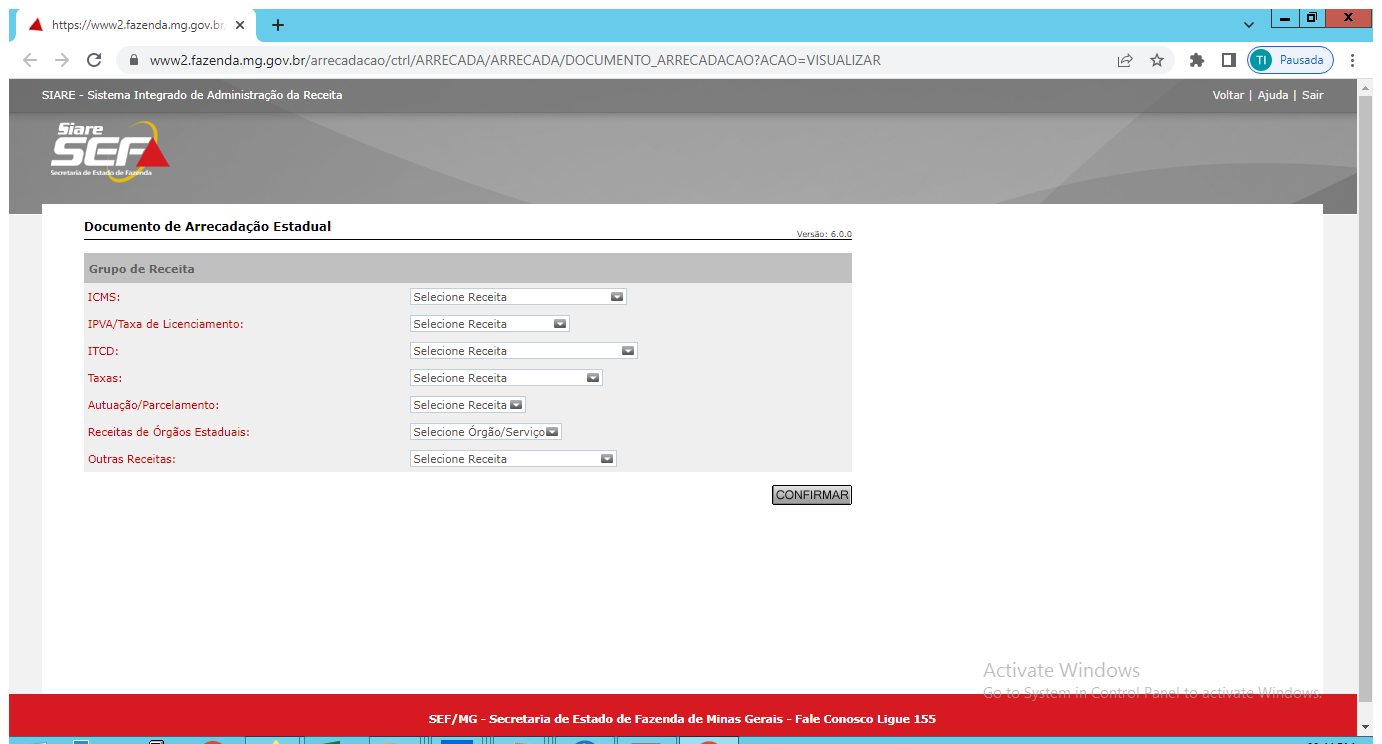 https://www2.fazenda.mg.gov.br
www2.fazenda.mg.gov.br/arrecadacao/ctrl/ARRECADA/ARRECADA/DOCUMENTO_ARRECADACAO?ACAO=VISUALIZAR
TI Pausada
SIARE - Sistema Integrado de Administração da Receita
Voltar | Ajuda | Sair
Siare
SEF
Secretaria de Estado de Fazenda
Documento de Arrecadação Estadual
Versão: 6.0.0
Grupo de Receita
ICMS: Selecione Receita
IPVA/Taxa de Licenciamento: Selecione Receita
ITCD: Selecione Receita
Taxas: Selecione Receita
Autuação/Parcelamento: Selecione Receita
Receitas de Órgãos Estaduais: Selecione Órgão/Serviço
Outras Receitas: Selecione Receita
CONFIRMAR
Activate Windows
Go to System in Control Panel to activate Windows.
SEF/MG - Secretaria de Estado de Fazenda de Minas Gerais - Fale Conosco Ligue 155